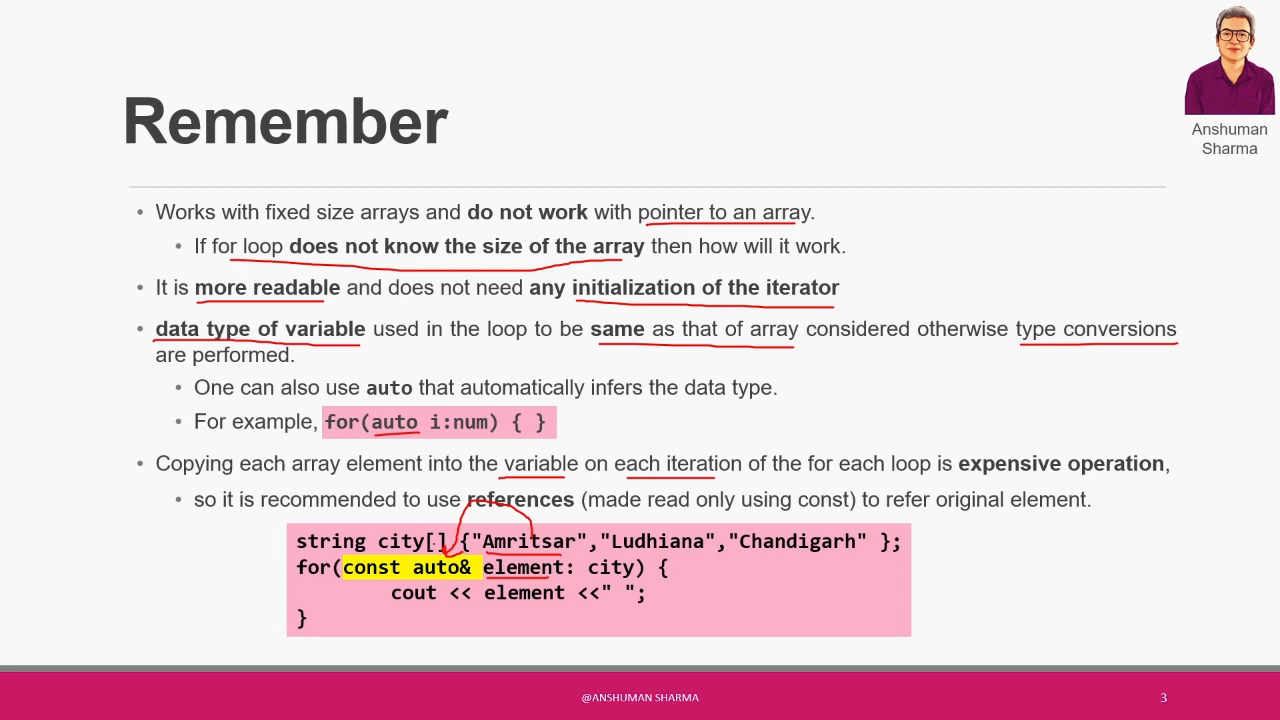 Anshuman
Sharma
Remember
• Works with fixed size arrays and do not work with pointer to an array.
• If for loop does not know the size of the array then how will it work.
• It is more readable and does not need any initialization of the iterator
• data type of variable used in the loop to be same as that of array considered otherwise type conversions
are performed.
• One can also use auto that automatically infers the data type.
• For example, for(auto i:num) { }
• Copying each array element into the variable on each iteration of the for each loop is expensive operation,
• so it is recommended to use references (made read only using const) to refer original element.
string city[] {"Amritsar","Ludhiana","Chandigarh" };
for(const auto& element: city) {
cout << element <<" ";
}
@ANSHUMAN SHARMA
3